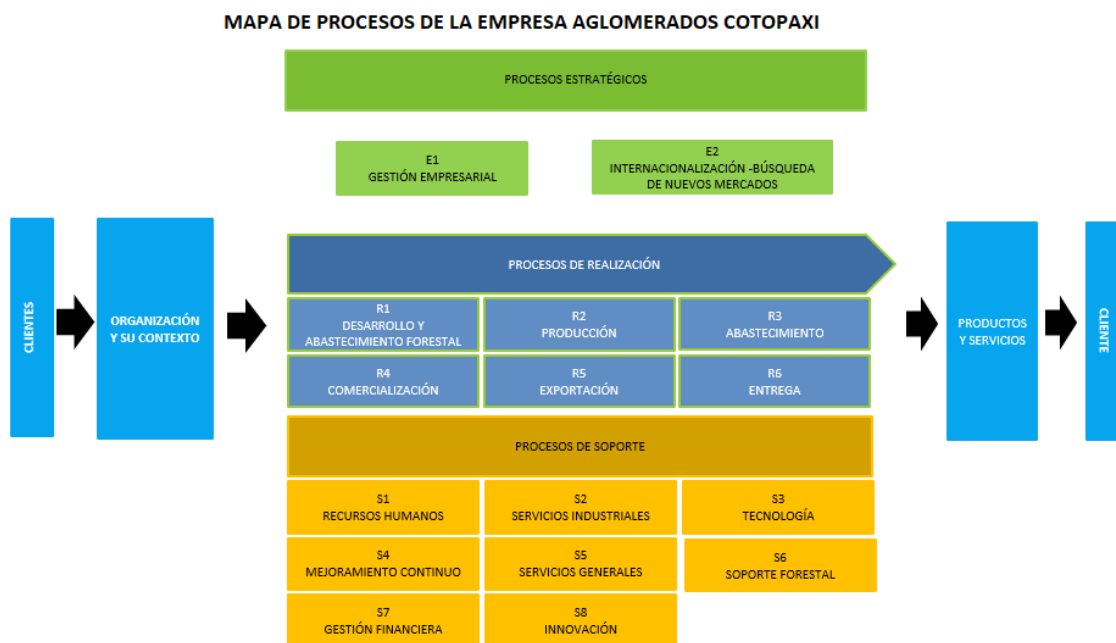 MAPA DE PROCESOS DE LA EMPRESA AGLOMERADOS COTOPAXI
PROCESOS ESTRATÉGICOS
E1
GESTIÓN EMPRESARIAL
E2
INTERNACIONALIZACIÓN -BÚSQUEDA
DE NUEVOS MERCADOS
CLIENTES
ORGANIZACIÓN
Y SU CONTEXTO
PROCESOS DE REALIZACIÓN
R1
DESARROLLO Y
ABASTECIMIENTO FORESTAL
R2
PRODUCCIÓN
R3
ABASTECIMIENTO
R4
COMERCIALIZACIÓN
R5
EXPORTACIÓN
R6
ENTREGA
PROCESOS DE SOPORTE
S1
RECURSOS HUMANOS
S2
SERVICIOS INDUSTRIALES
S3
TECNOLOGÍA
S4
MEJORAMIENTO CONTINUO
S5
SERVICIOS GENERALES
S6
SOPORTE FORESTAL
S7
GESTIÓN FINANCIERA
S8
INNOVACIÓN
PRODUCTOS
Y SERVICIOS
CLIENTE